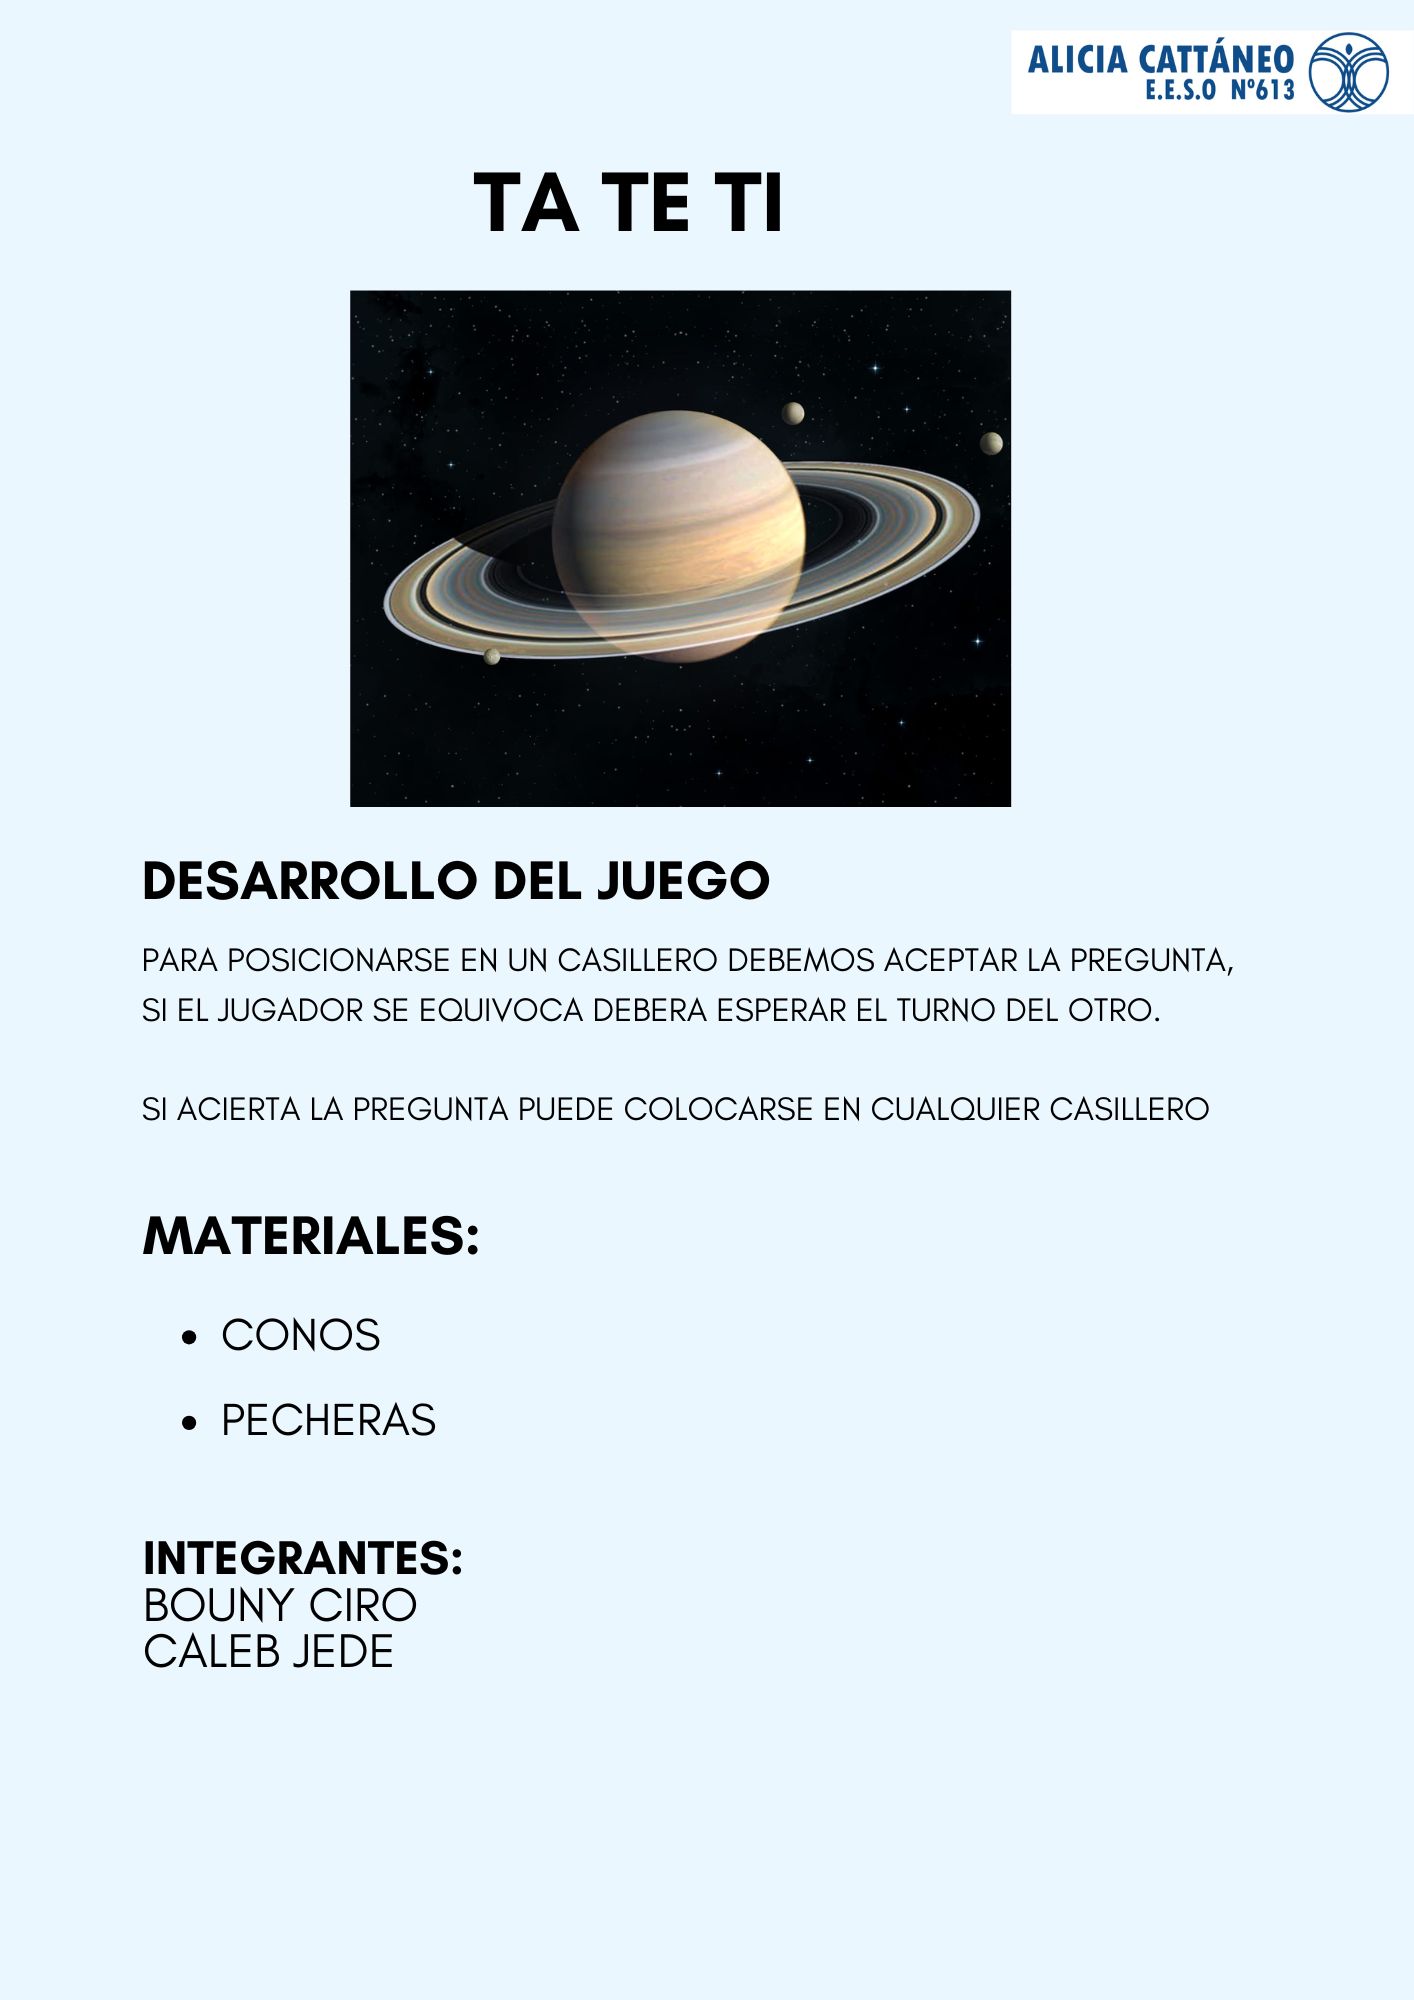 ALICIA CATTÁNEO
E.E.S.O Nº613
TA TE TI
DESARROLLO DEL JUEGO
PARA POSICIONARSE EN UN CASILLERO DEBEMOS ACEPTAR LA PREGUNTA,
SI EL JUGADOR SE EQUIVOCA DEBERA ESPERAR EL TURNO DEL OTRO.
SI ACIERTA LA PREGUNTA PUEDE COLOCARSE EN CUALQUIER CASILLERO
MATERIALES:
• CONOS
• PECHERAS
INTEGRANTES:
BOUNY CIRO
CALEB JEDE